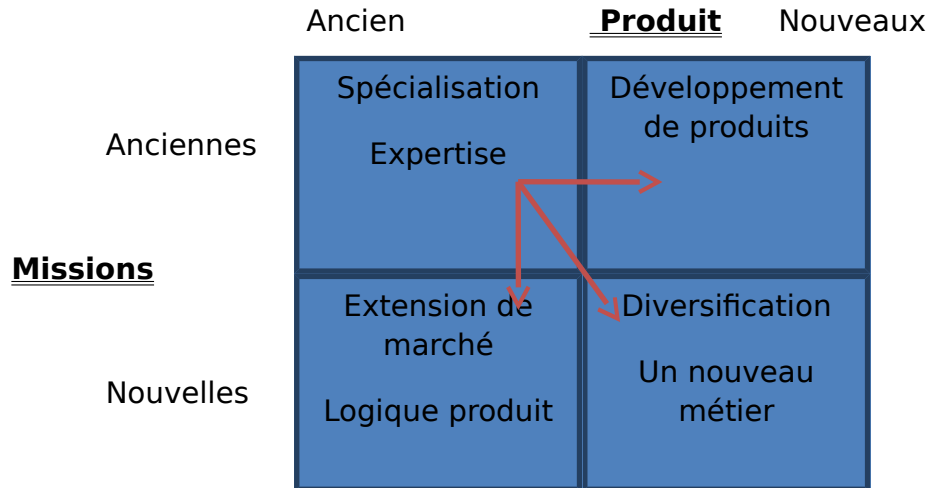 Ancien Produit Nouveaux
Spécialisation
Expertise
Développement
de produits
Anciennes
Missions
Extension de
marché
Logique produit
Diversification
Un nouveau
métier
Nouvelles